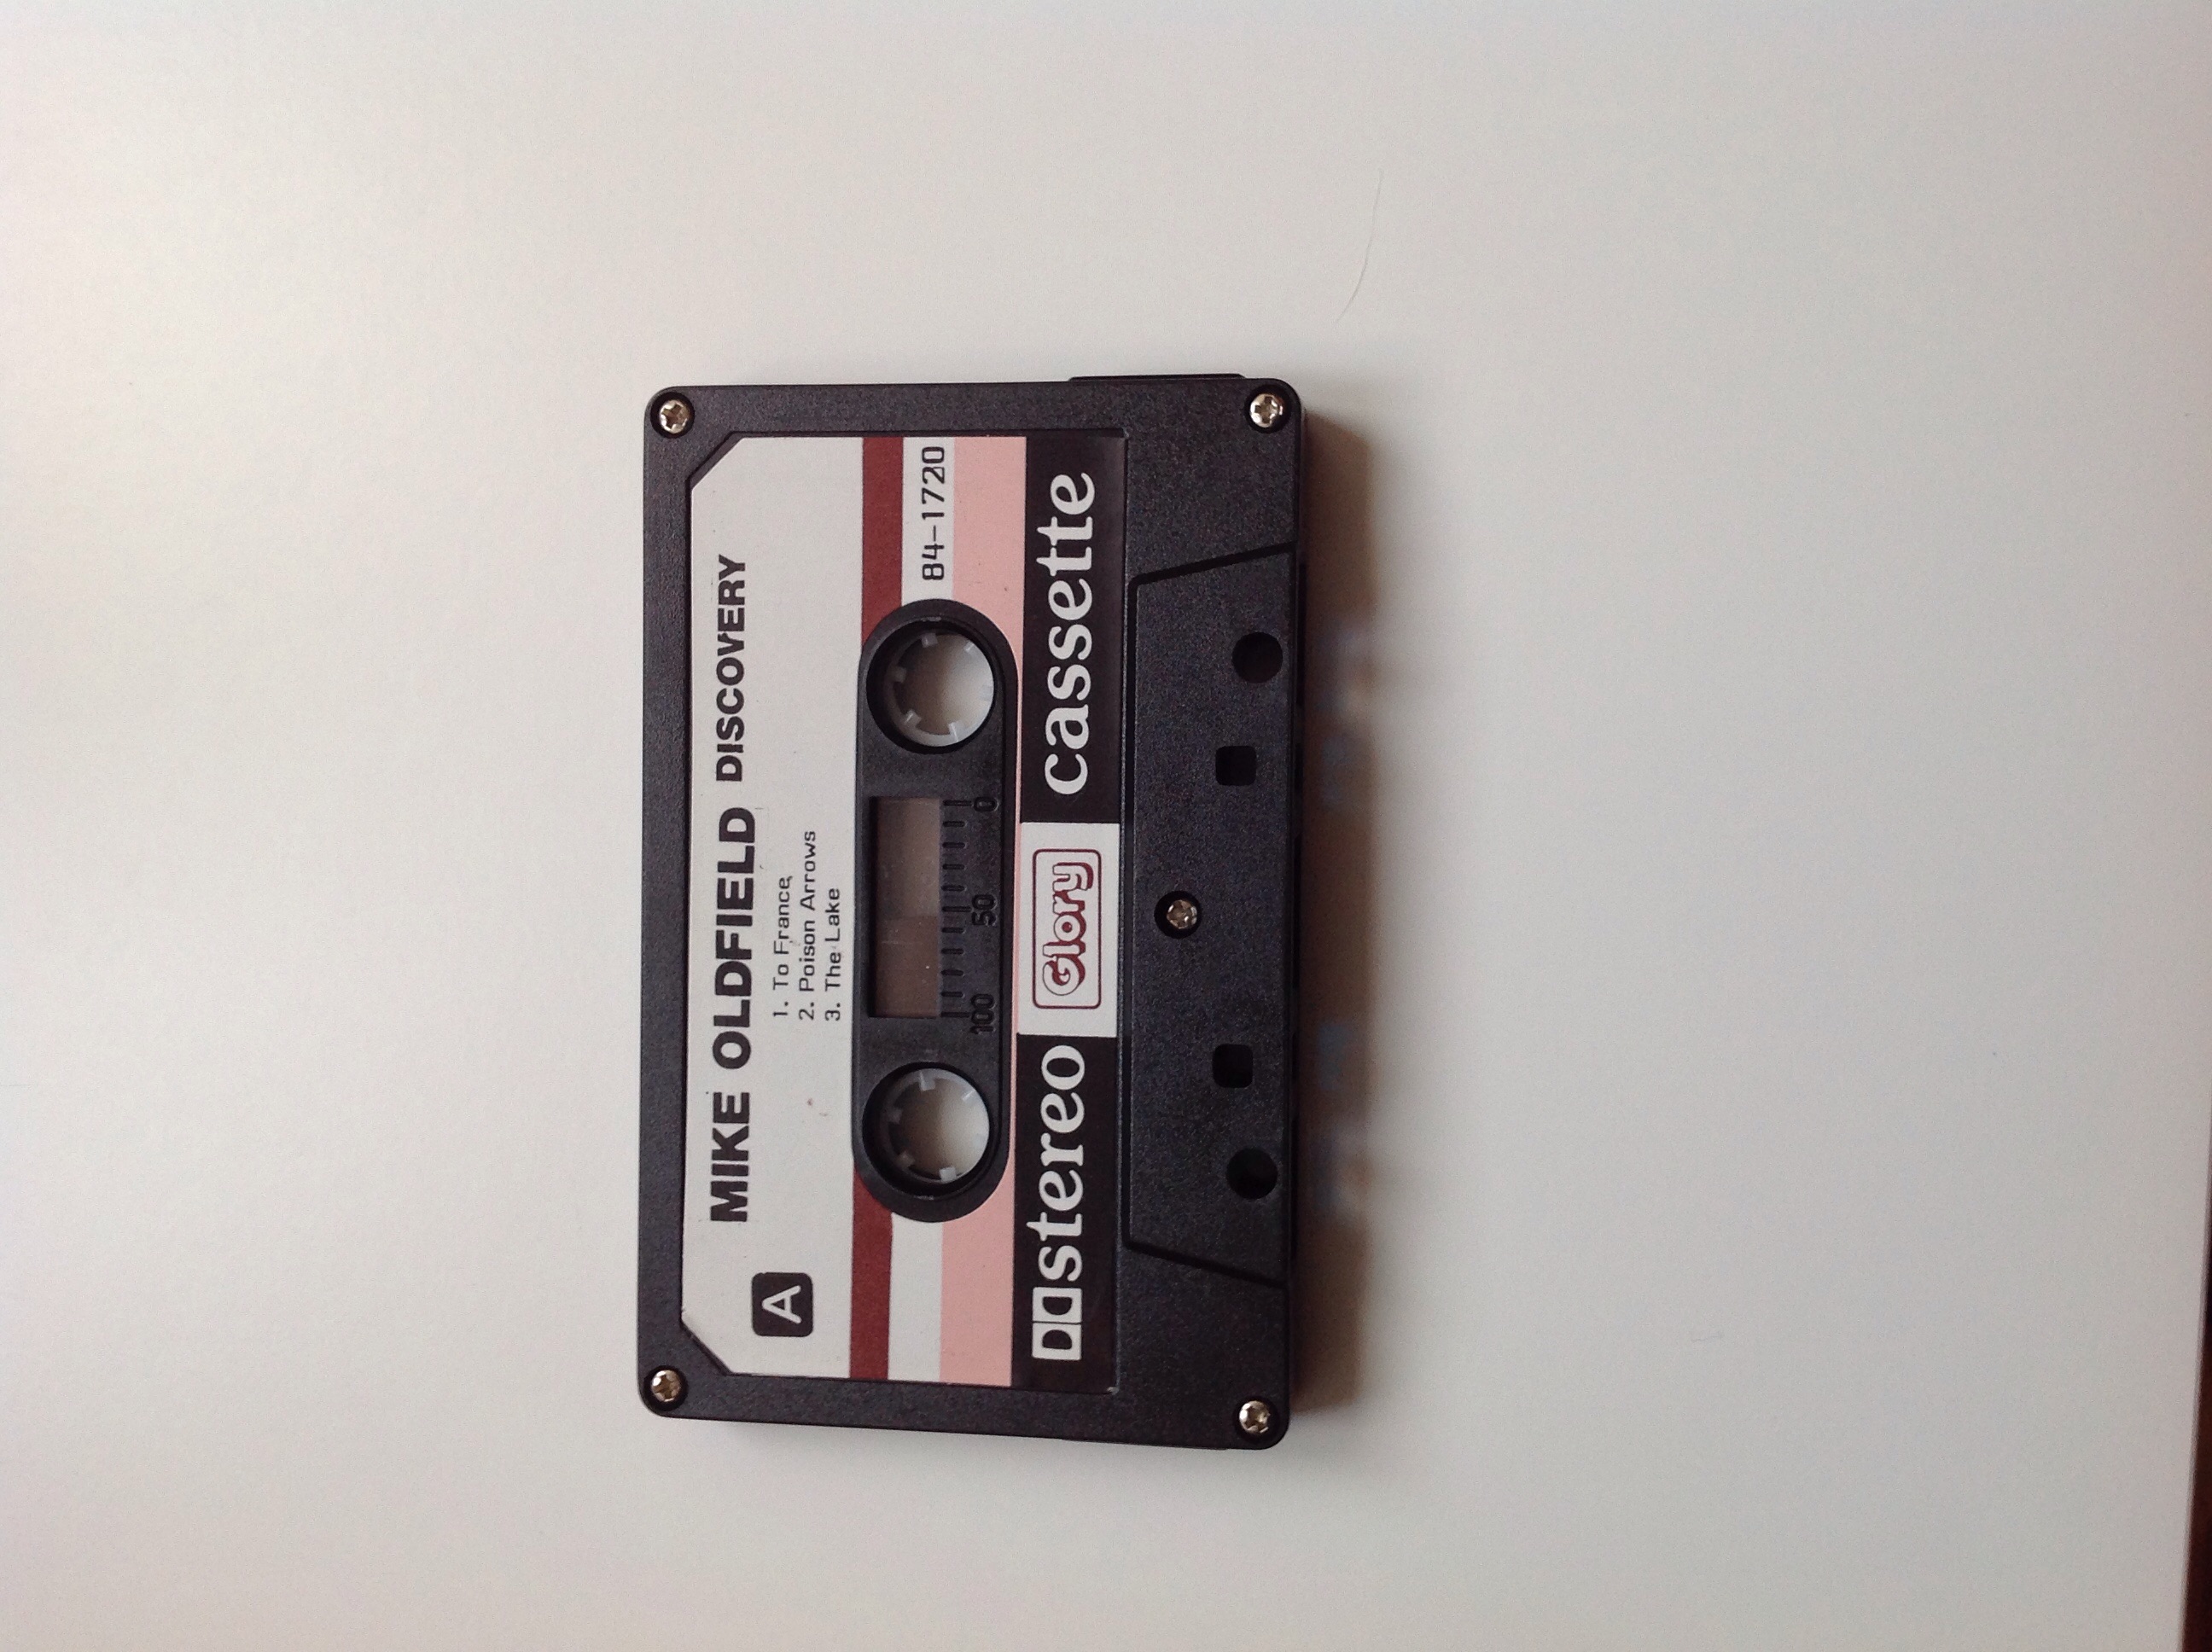 MIKE OLDFIELD DISCOVERY
A
1. To France
2. Poison Arrows
3. The Lake
84-1720
100 50 0
stereo Glory cassette